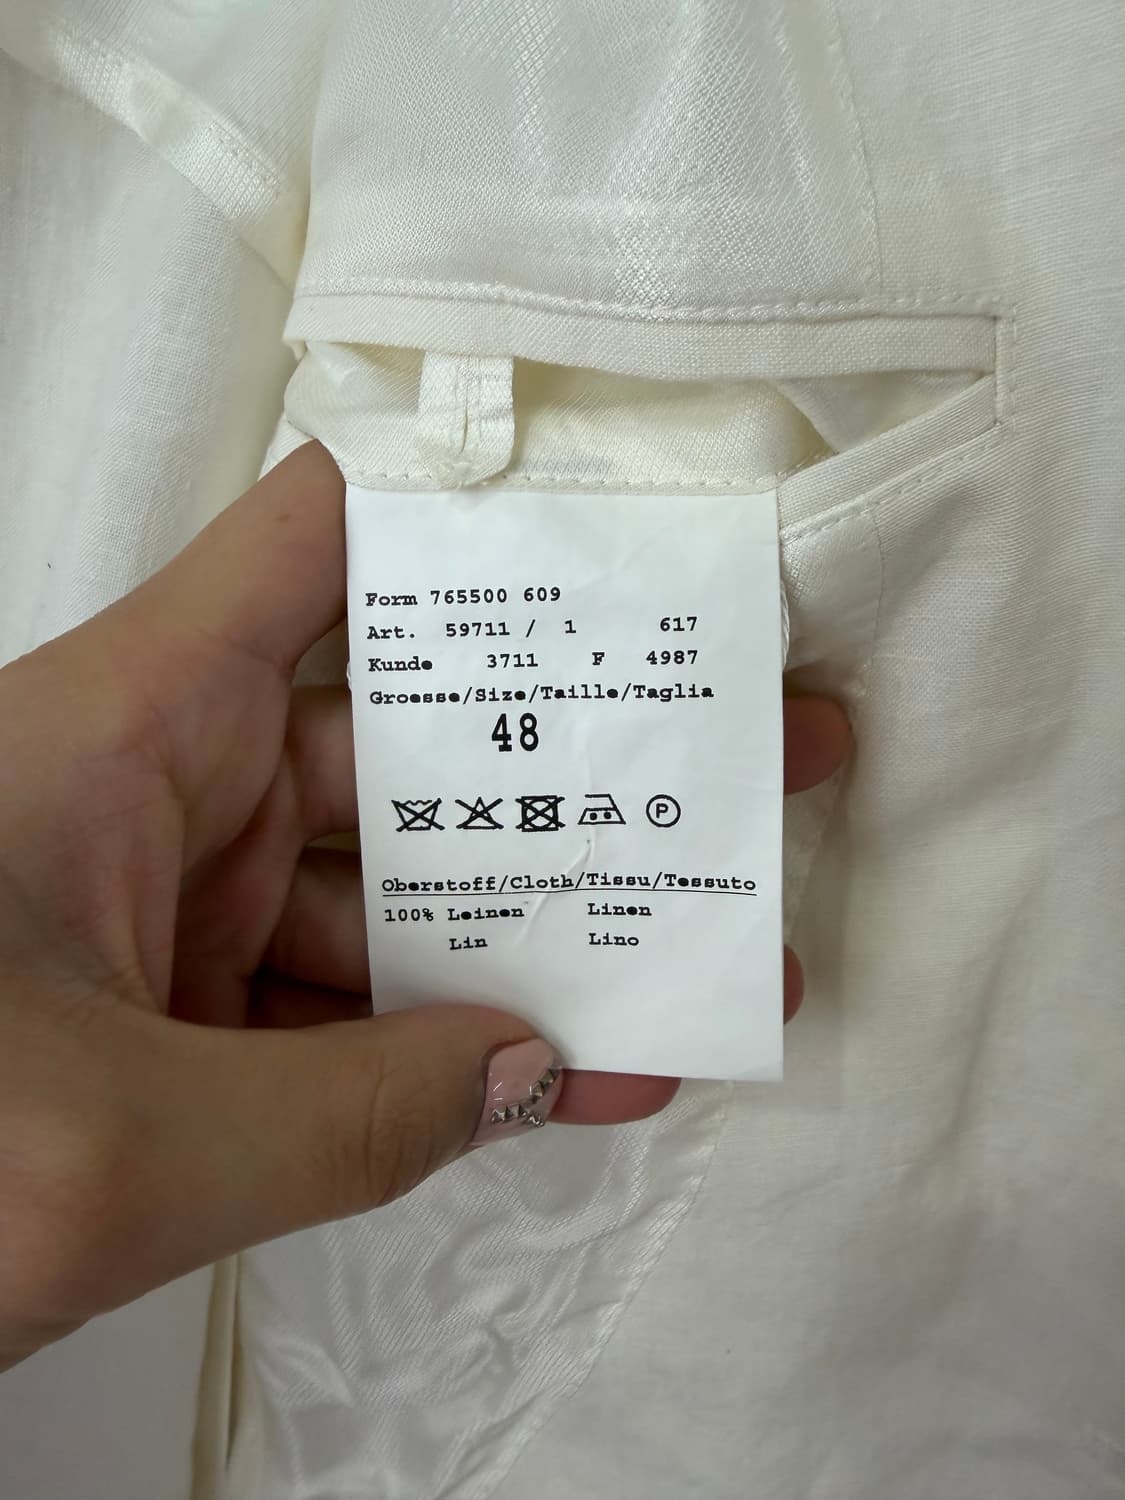 Form 765500 609
Art. 59711 / 1 617
Kunde 3711 F 4987
Groesse/Size/Taille/Taglia
48
P
Oberstoff/Cloth/Tissu/Tessuto
100% Leinen Linen
Lin Lino